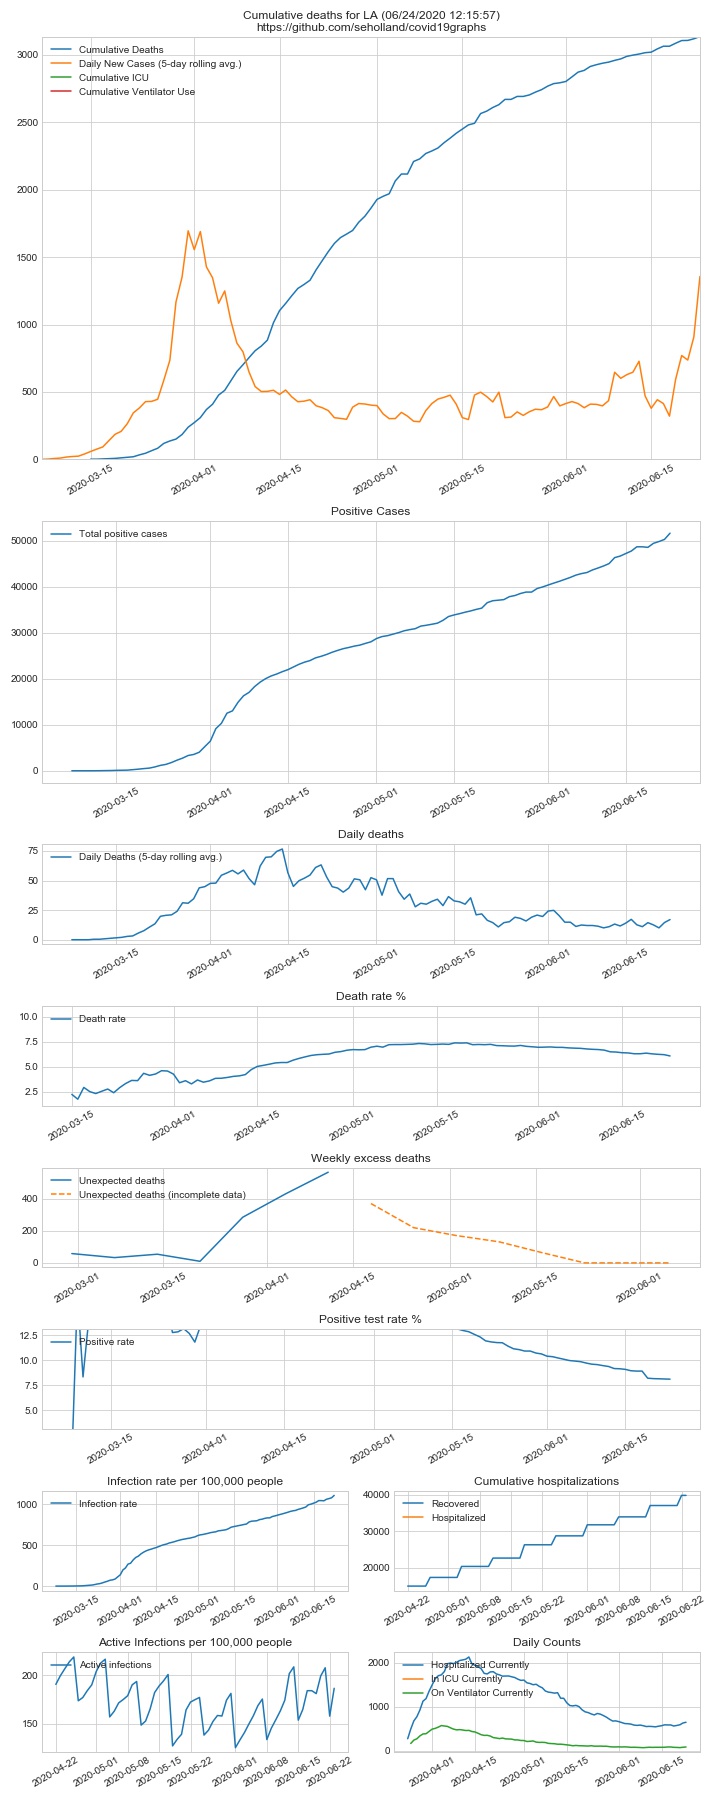 Cumulative deaths for LA (06/24/2020 12:15:57)
https://github.com/seholland/covid19graphs
Cumulative Deaths
Daily New Cases (5-day rolling avg.)
Cumulative ICU
Cumulative Ventilator Use
3000
2500
2000
1500
1000
500
0
2020-03-15 2020-04-01 2020-04-15 2020-05-01 2020-05-15 2020-06-01 2020-06-15
Positive Cases
Total positive cases
50000
40000
30000
20000
10000
0
2020-03-15 2020-04-01 2020-04-15 2020-05-01 2020-05-15 2020-06-01 2020-06-15
Daily deaths
Daily Deaths (5-day rolling avg.)
75
50
25
0
2020-03-15 2020-04-01 2020-04-15 2020-05-01 2020-05-15 2020-06-01 2020-06-15
Death rate %
Death rate
10.0
7.5
5.0
2.5
2020-03-15 2020-04-01 2020-04-15 2020-05-01 2020-05-15 2020-06-01 2020-06-15
Weekly excess deaths
Unexpected deaths
Unexpected deaths (incomplete data)
400
200
0
2020-03-01 2020-03-15 2020-04-01 2020-04-15 2020-05-01 2020-05-15 2020-06-01
Positive test rate %
Positive rate
12.5
10.0
7.5
5.0
2020-03-15 2020-04-01 2020-04-15 2020-05-01 2020-05-15 2020-06-01 2020-06-15
Infection rate per 100,000 people
Infection rate
1000
500
0
2020-03-15 2020-04-01 2020-04-15 2020-05-01 2020-05-15 2020-06-01 2020-06-15
Cumulative hospitalizations
Recovered
Hospitalized
40000
30000
20000
2020-04-22 2020-05-01 2020-05-08 2020-05-15 2020-05-22 2020-06-01 2020-06-08 2020-06-15 2020-06-22
Active Infections per 100,000 people
Active infections
200
150
2020-04-22 2020-05-01 2020-05-08 2020-05-15 2020-05-22 2020-06-01 2020-06-08 2020-06-15 2020-06-22
Daily Counts
Hospitalized Currently
In ICU Currently
On Ventilator Currently
2000
1000
0
2020-04-01 2020-04-15 2020-05-01 2020-05-15 2020-06-01 2020-06-15